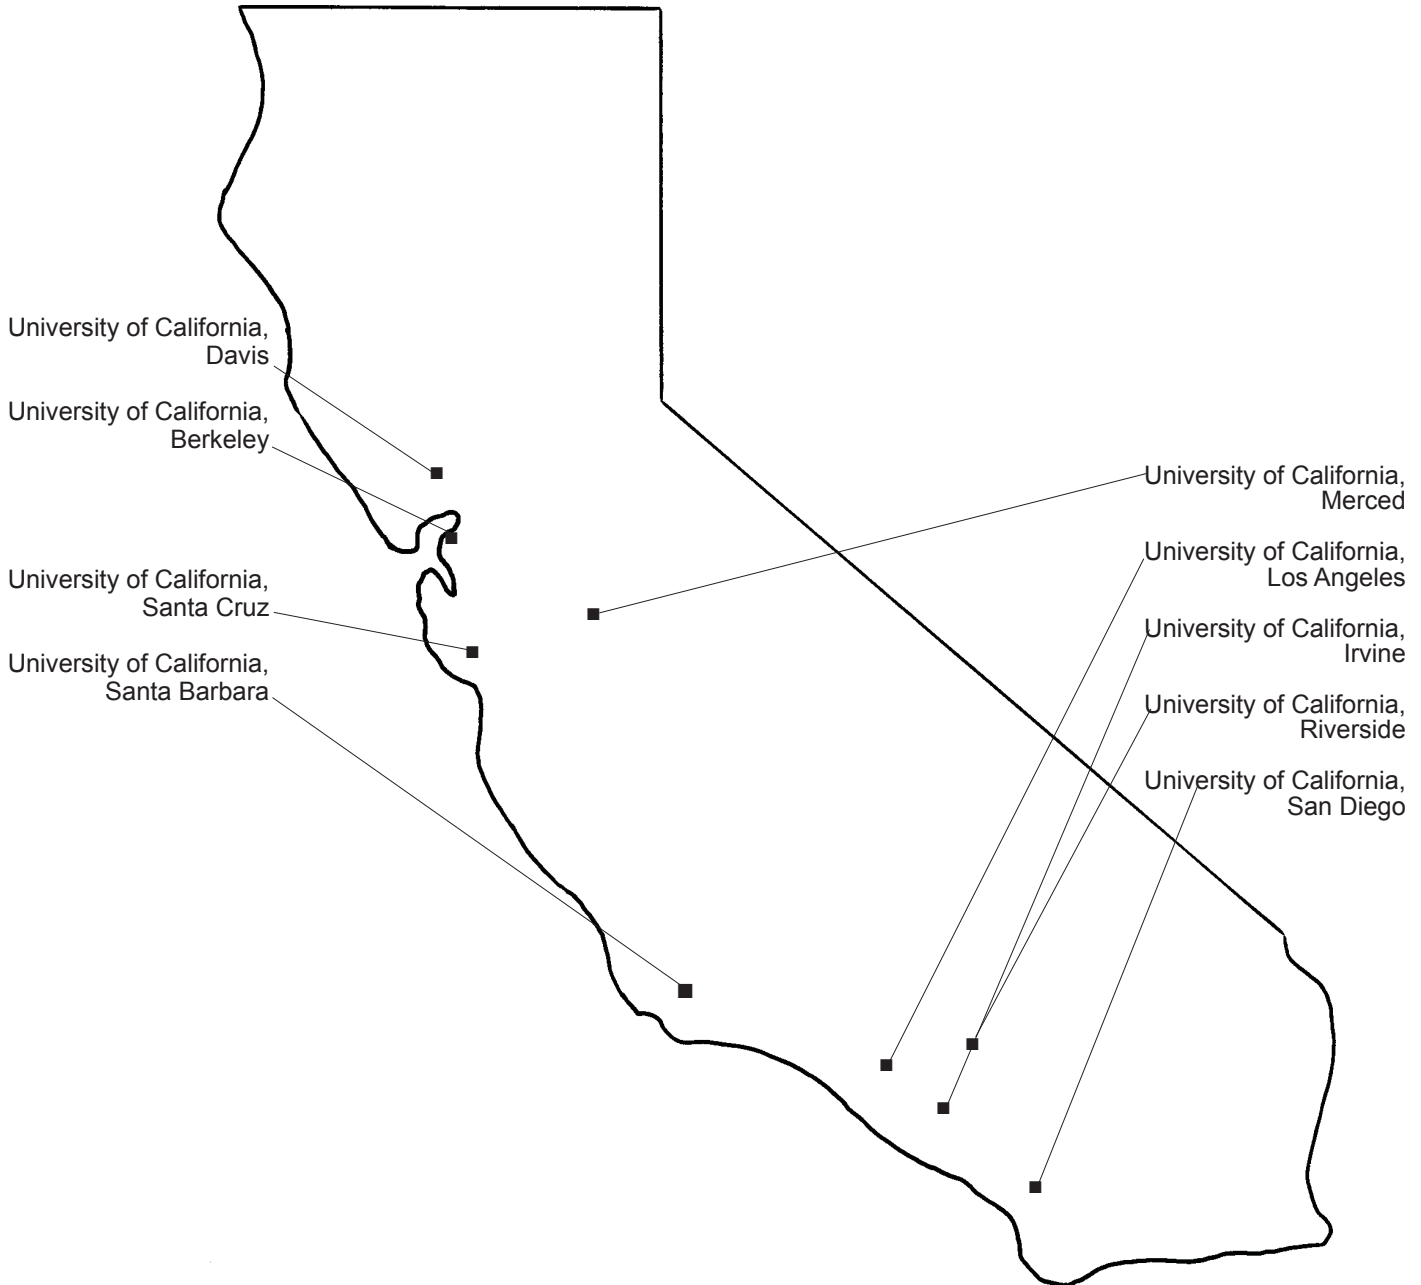 University of California,
Davis
University of California,
Berkeley
University of California,
Santa Cruz
University of California,
Santa Barbara
University of California,
Merced
University of California,
Los Angeles
University of California,
Irvine
University of California,
Riverside
University of California,
San Diego